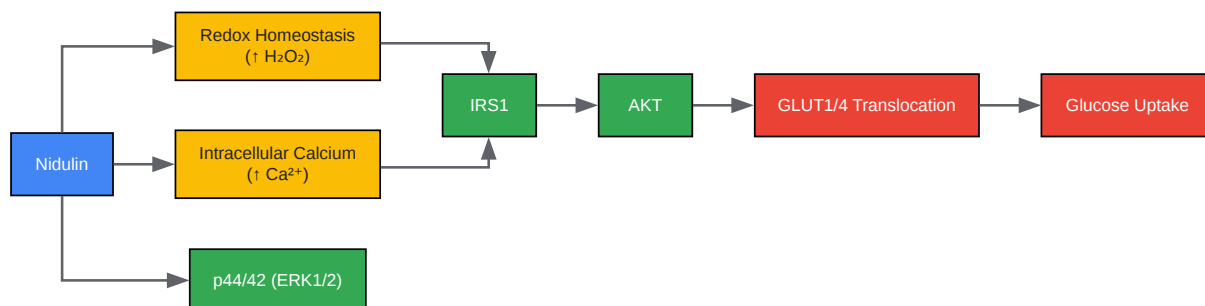 Redox Homeostasis
(↑ H₂O₂)
IRS1
AKT
GLUT1/4 Translocation
Glucose Uptake
Nidulin
Intracellular Calcium
(↑ Ca²⁺)
p44/42 (ERK1/2)